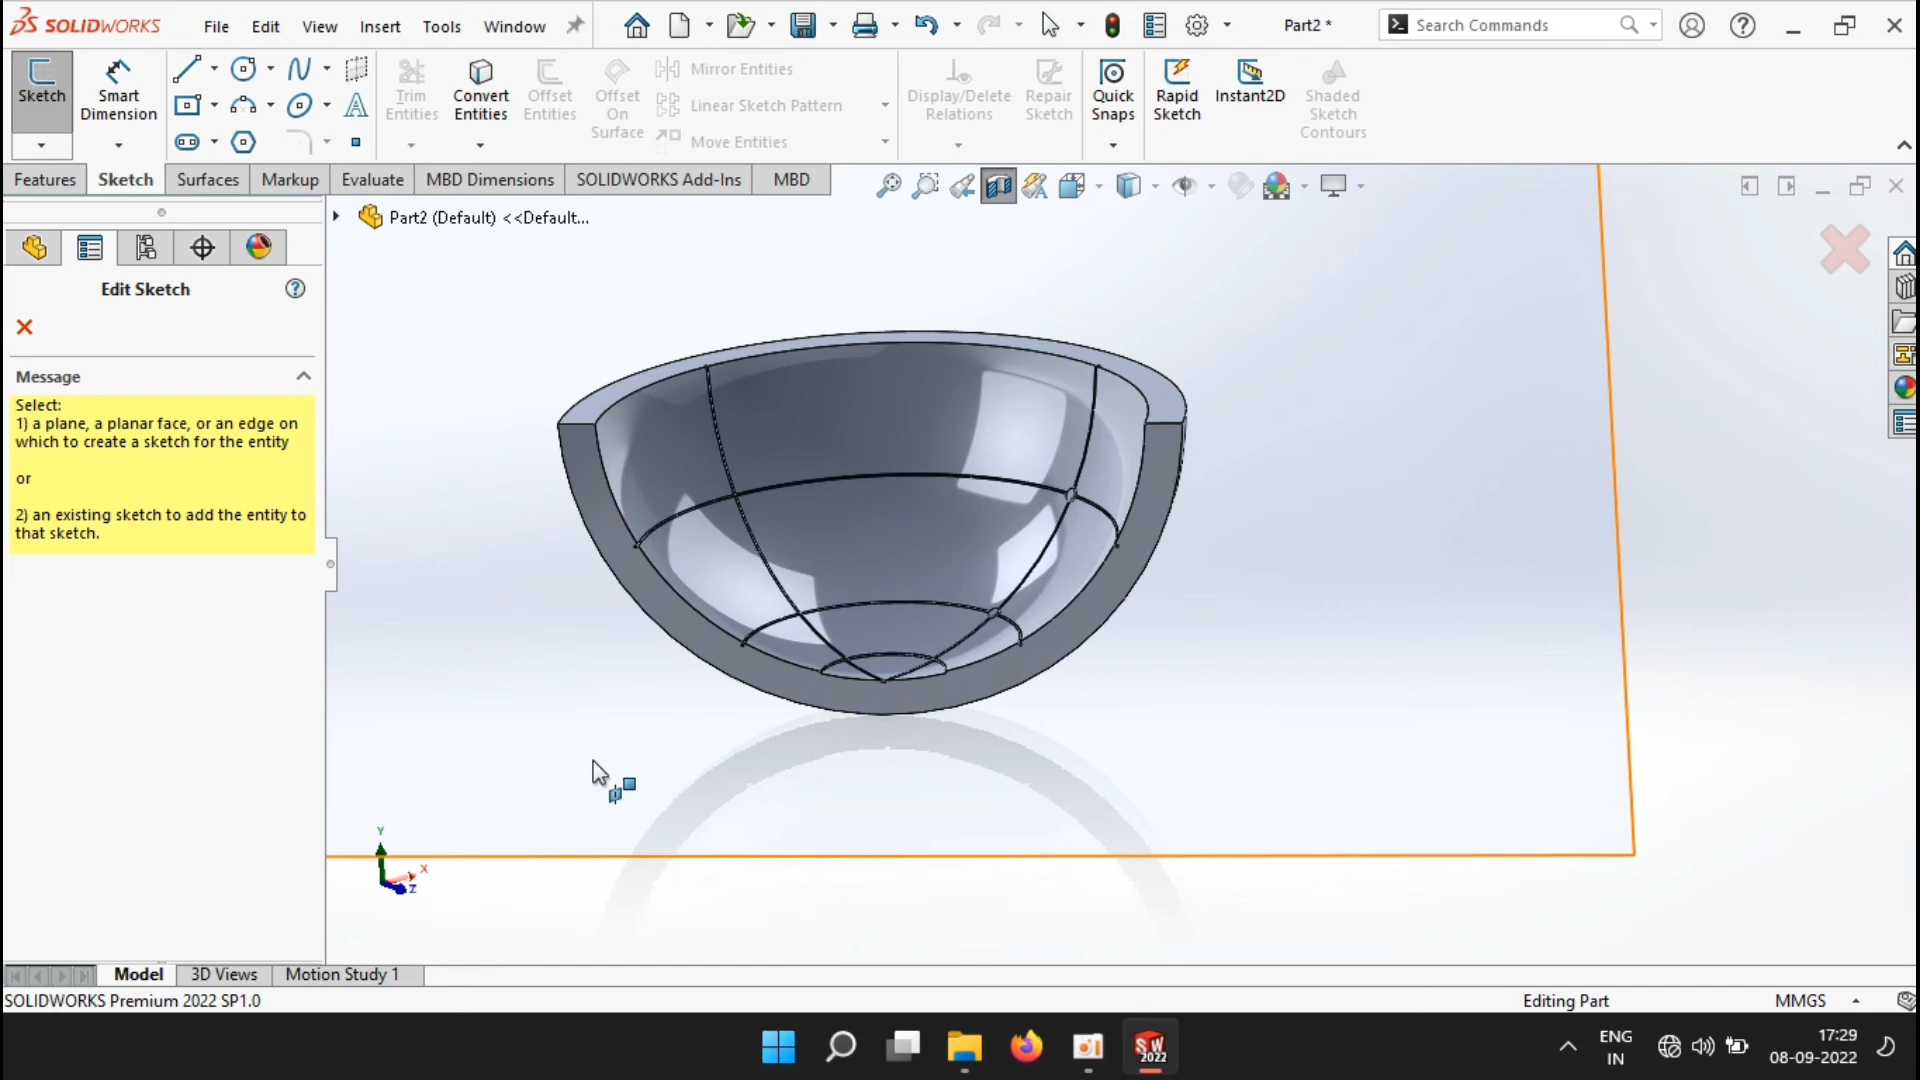 SOLIDWORKS
File Edit View Insert Tools Window
Part2 *
Search Commands
Sketch
Smart Dimension
Trim Entities
Convert Entities
Offset Entities
Offset On Surface
Mirror Entities
Linear Sketch Pattern
Move Entities
Display/Delete Relations
Repair Sketch
Quick Snaps
Rapid Sketch
Instant2D
Shaded Sketch Contours
Features Sketch Surfaces Markup Evaluate MBD Dimensions SOLIDWORKS Add-Ins MBD
Part2 (Default) <<Default...
Edit Sketch
Message
Select:
1) a plane, a planar face, or an edge on
which to create a sketch for the entity
or
2) an existing sketch to add the entity to
that sketch.
Y
X
Z
Model 3D Views Motion Study 1
SOLIDWORKS Premium 2022 SP1.0
Editing Part
MMGS
SW
2022
ENG
IN
17:29
08-09-2022